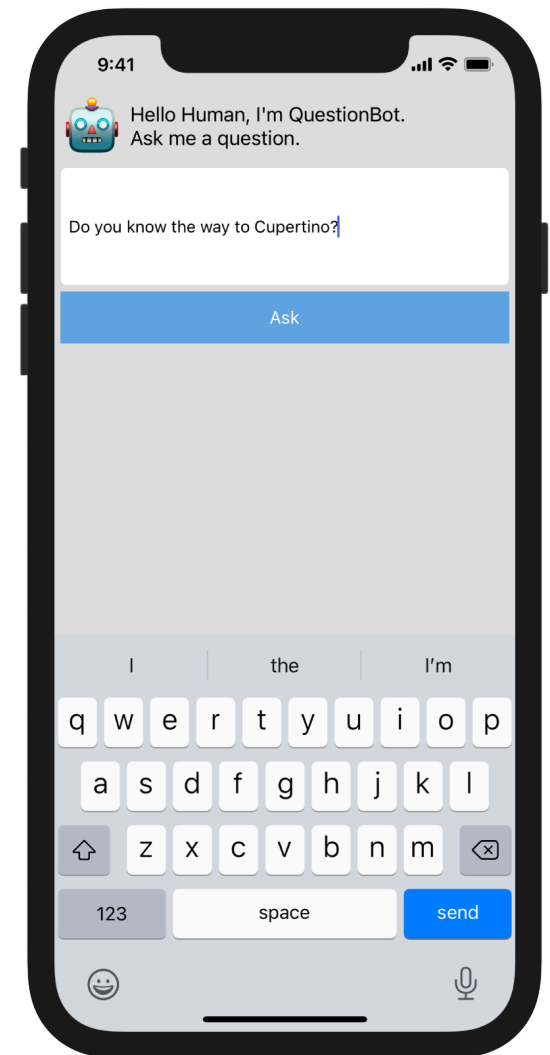 9:41
Hello Human, I'm QuestionBot.
Ask me a question.
Do you know the way to Cupertino?
Ask
I the I'm
q w e r t y u i o p
a s d f g h j k l
z x c v b n m
123 space send